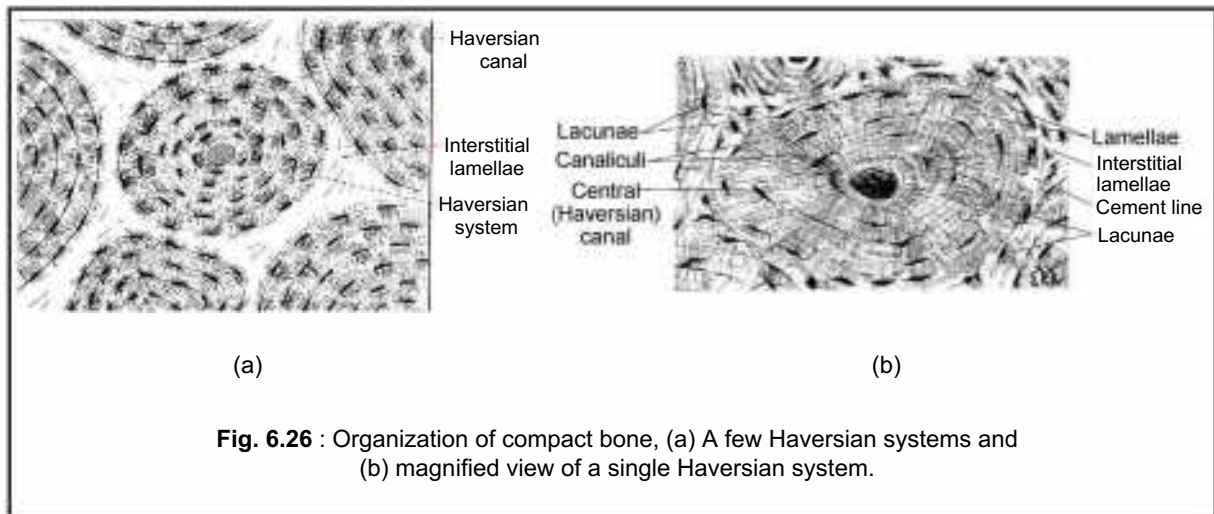 Haversian
canal
Interstitial
lamellae
Haversian
system
Lacunae
Canaliculi
Central
(Haversian)
canal
Lamellae
Interstitial
lamellae
Cement line
Lacunae
(a)
(b)
Fig. 6.26 : Organization of compact bone, (a) A few Haversian systems and
(b) magnified view of a single Haversian system.